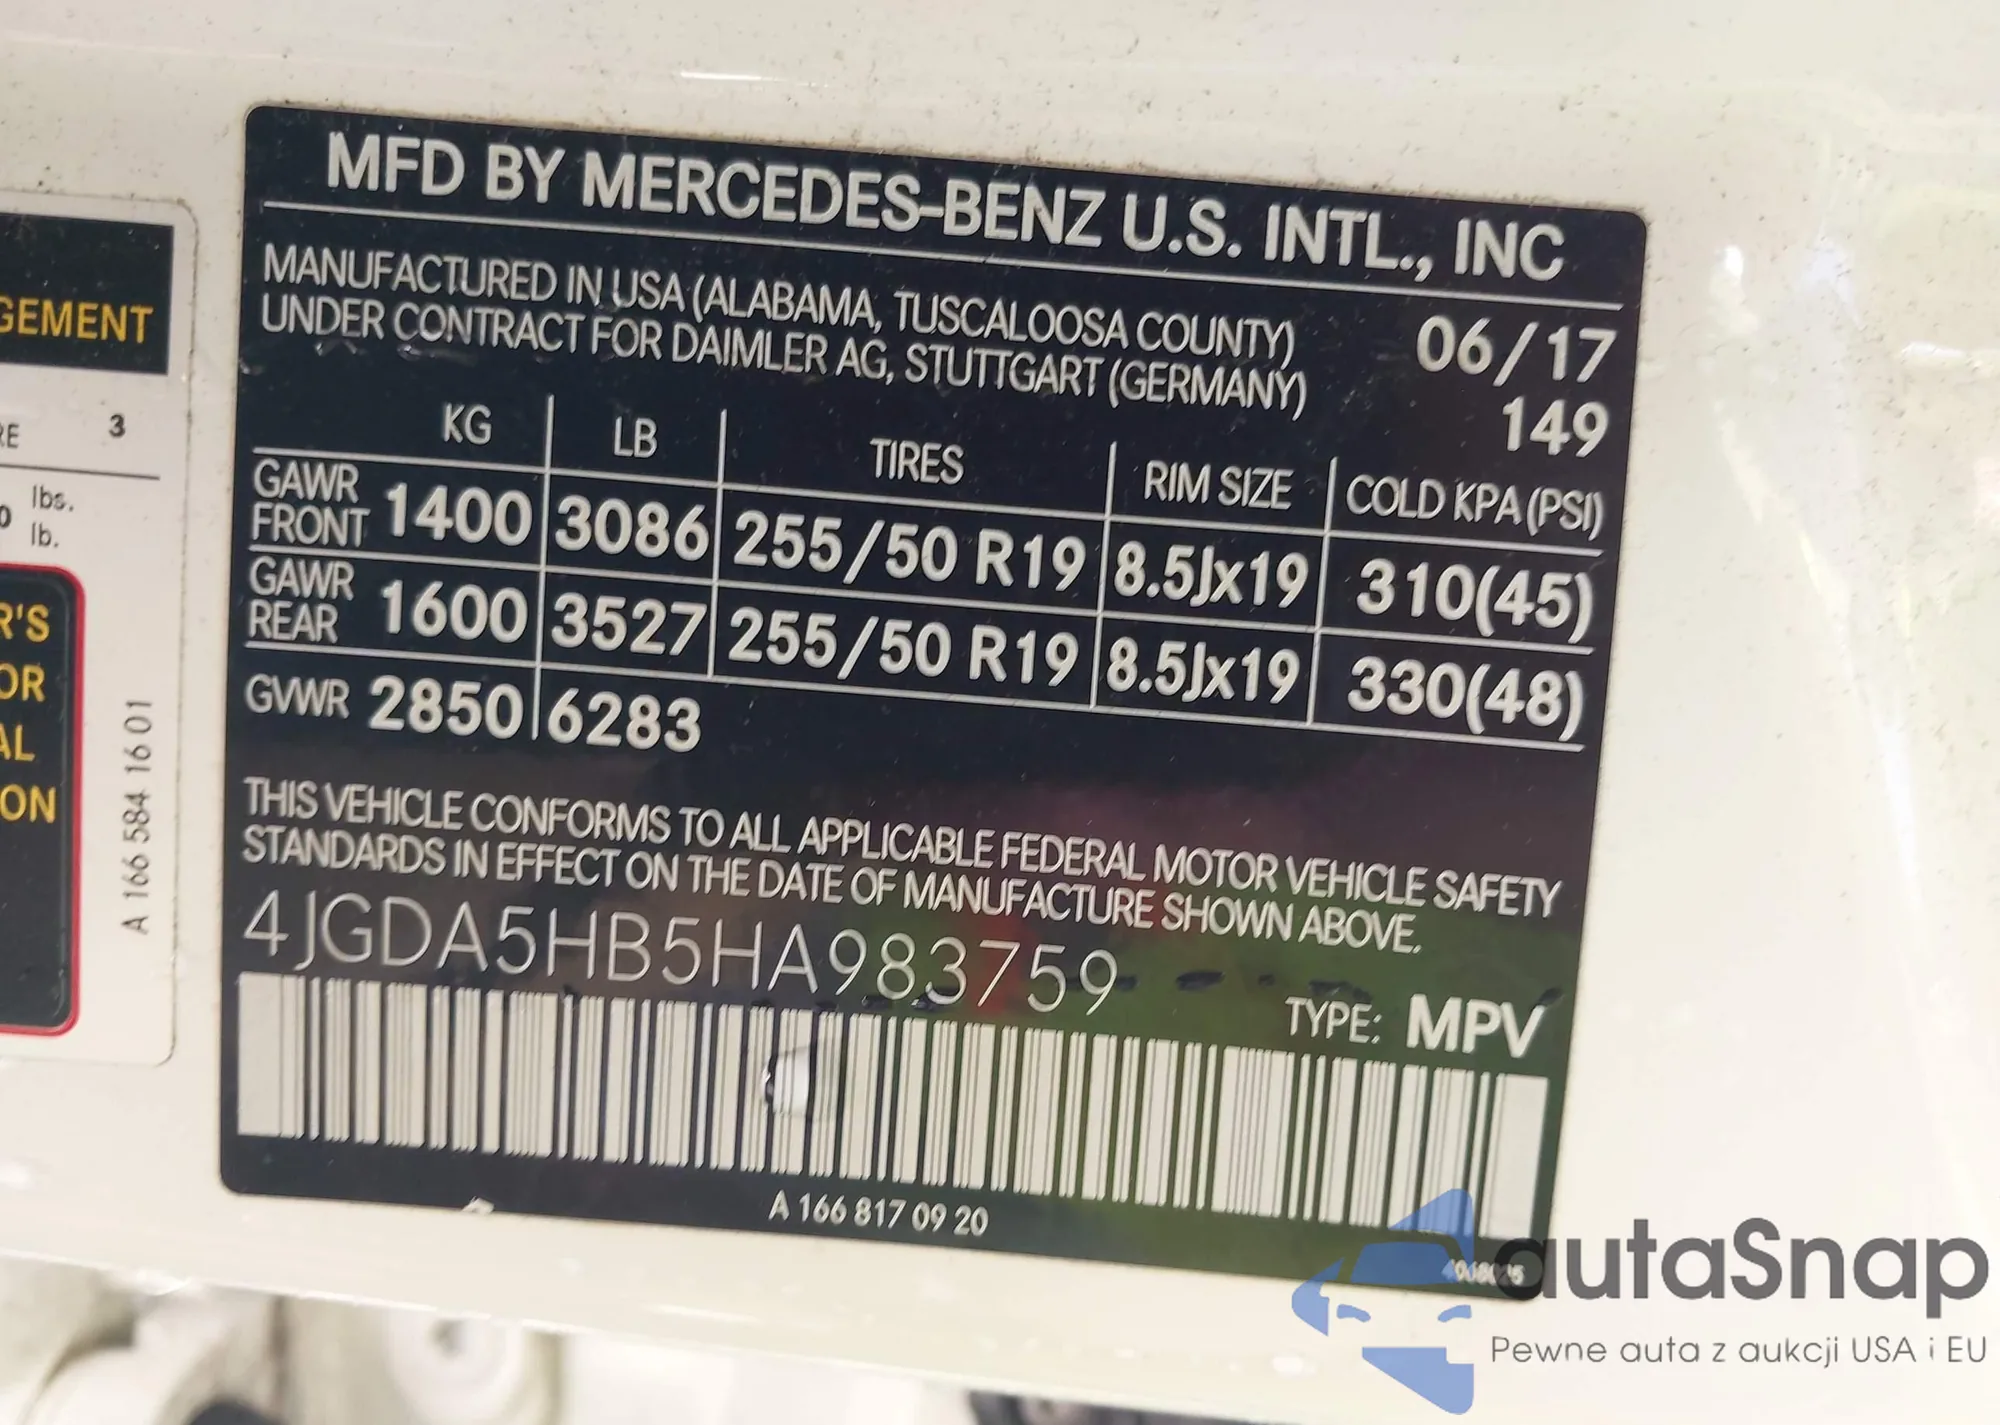 MFD BY MERCEDES-BENZ U.S. INTL., INC
MANUFACTURED IN USA (ALABAMA, TUSCALOOSA COUNTY)
UNDER CONTRACT FOR DAIMLER AG, STUTTGART (GERMANY)
06/17
149
KG LB TIRES RIM SIZE COLD KPA (PSI)
GAWR FRONT 1400 3086 255/50 R19 8.5Jx19 310(45)
GAWR REAR 1600 3527 255/50 R19 8.5Jx19 330(48)
GVWR 2850 6283
THIS VEHICLE CONFORMS TO ALL APPLICABLE FEDERAL MOTOR VEHICLE SAFETY
STANDARDS IN EFFECT ON THE DATE OF MANUFACTURE SHOWN ABOVE.
4JGDA5HB5HA983759
TYPE: MPV
A 166 817 09 20
3
lbs.
lb.
R'S
OR
AL
ON
A 166 584 16 01
autaSnap
Pewne auta z aukcji USA i EU